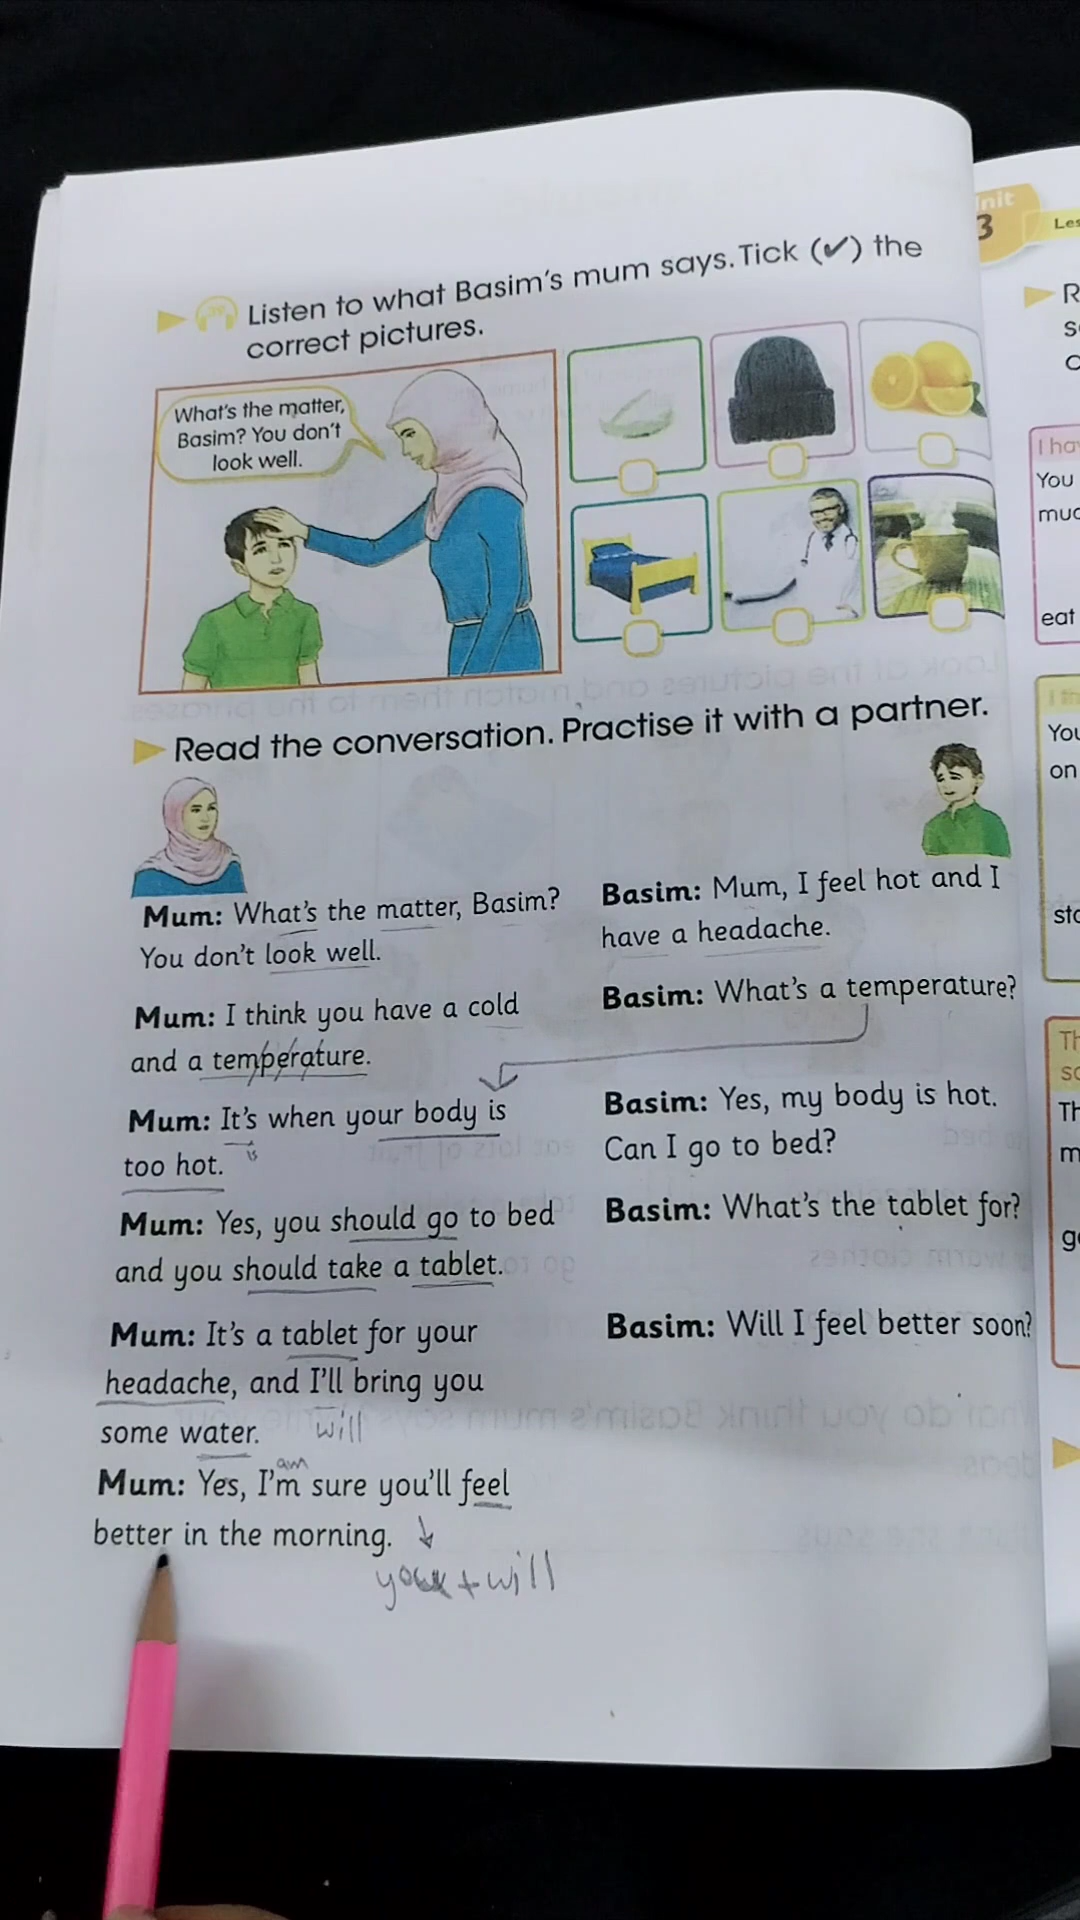 Listen to what Basim's mum says. Tick (✔) the
correct pictures.
What's the matter,
Basim? You don't
look well.
Read the conversation. Practise it with a partner.
Mum: What's the matter, Basim?
You don't look well.
Basim: Mum, I feel hot and I
have a headache.
Mum: I think you have a cold
and a temperature.
Basim: What's a temperature?
Mum: It's when your body is
too hot.
is
Basim: Yes, my body is hot.
Can I go to bed?
Mum: Yes, you should go to bed
and you should take a tablet.
Basim: What's the tablet for?
Mum: It's a tablet for your
headache, and I'll bring you
some water.
will
Basim: Will I feel better soon?
am
Mum: Yes, I'm sure you'll feel
better in the morning.
+ will
3
You
eat
You
on